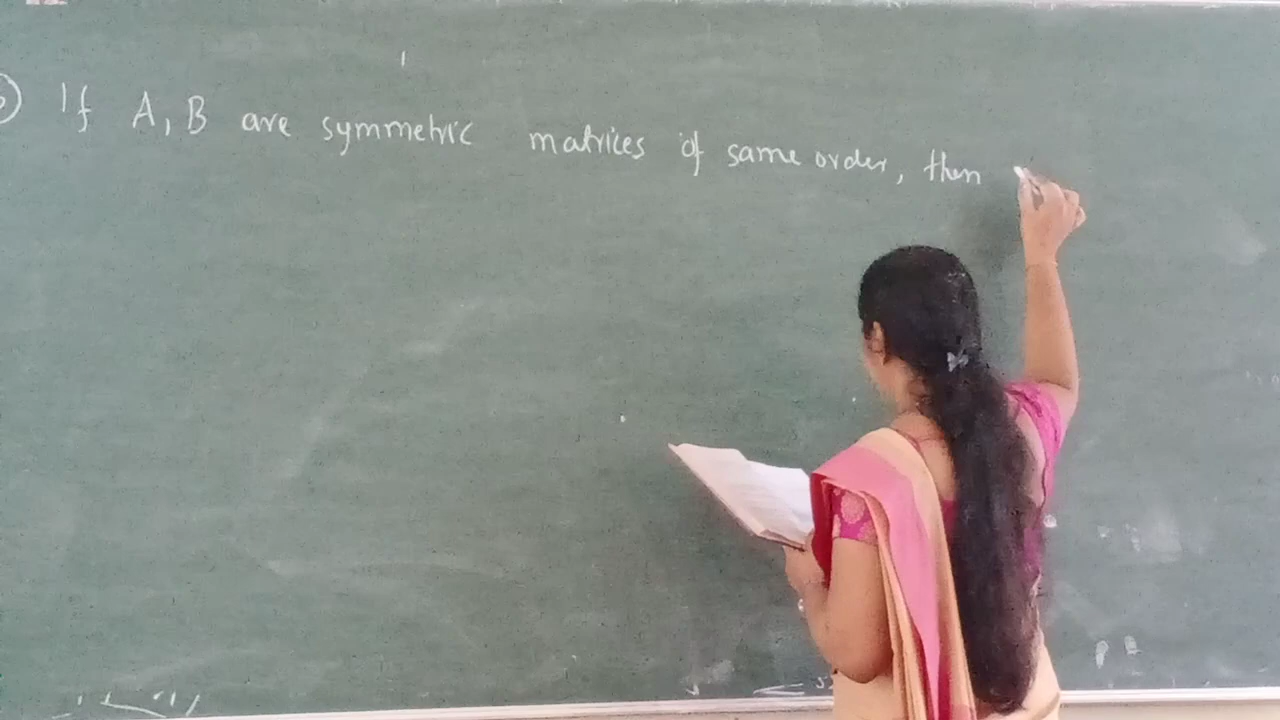 If A, B are symmetric matrices of same order, then